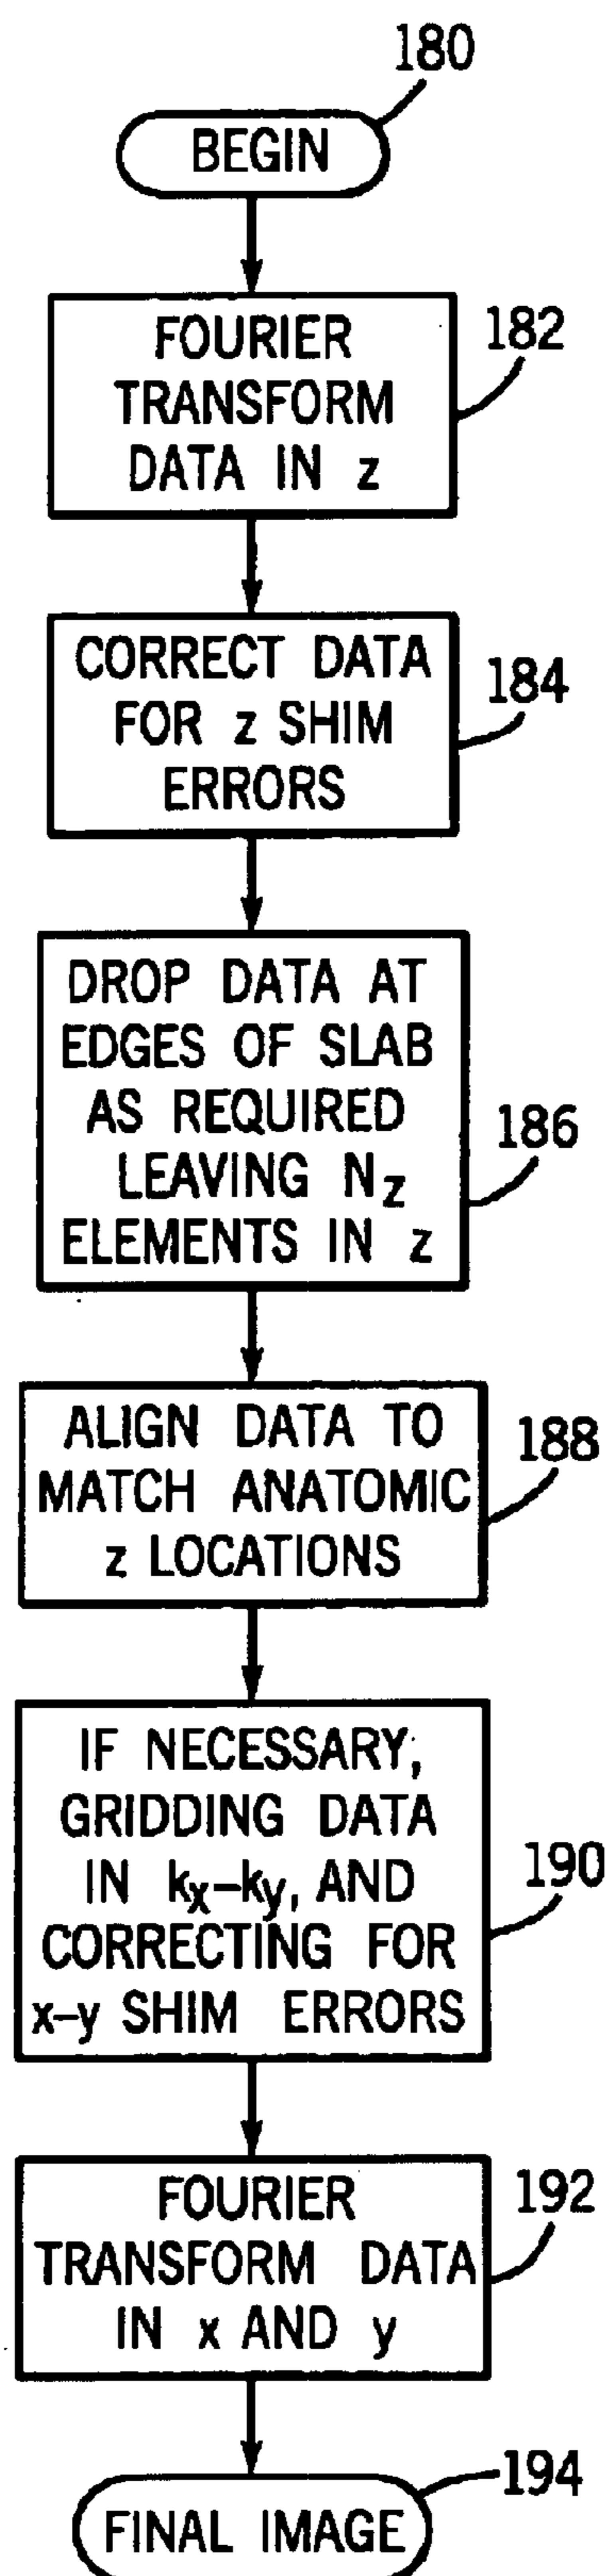 180
BEGIN
182
FOURIER
TRANSFORM
DATA IN z
184
CORRECT DATA
FOR z SHIM
ERRORS
186
DROP DATA AT
EDGES OF SLAB
AS REQUIRED
LEAVING Nz
ELEMENTS IN z
188
ALIGN DATA TO
MATCH ANATOMIC
z LOCATIONS
190
IF NECESSARY,
GRIDDING DATA
IN kx-ky, AND
CORRECTING FOR
x-y SHIM ERRORS
192
FOURIER
TRANSFORM DATA
IN x AND y
194
FINAL IMAGE